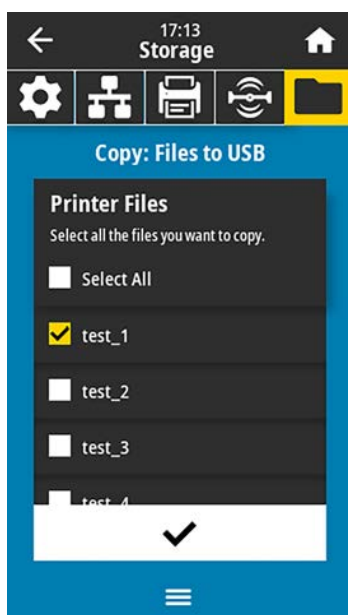 17:13
Storage
Copy: Files to USB
Printer Files
Select all the files you want to copy.
Select All
test_1
test_2
test_3
test_4